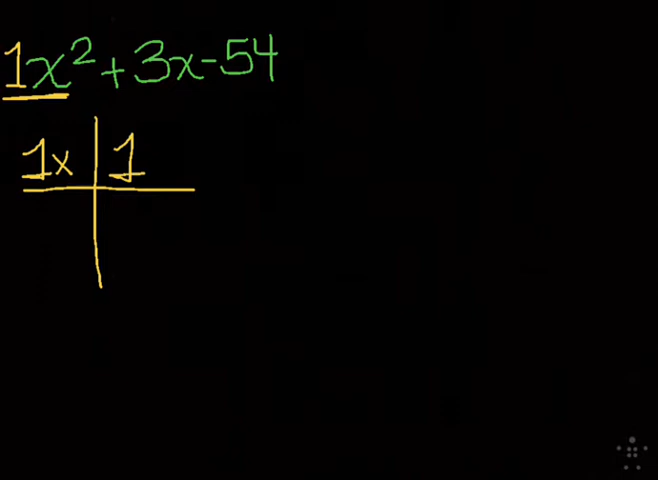 1x² + 3x - 54
1x | 1